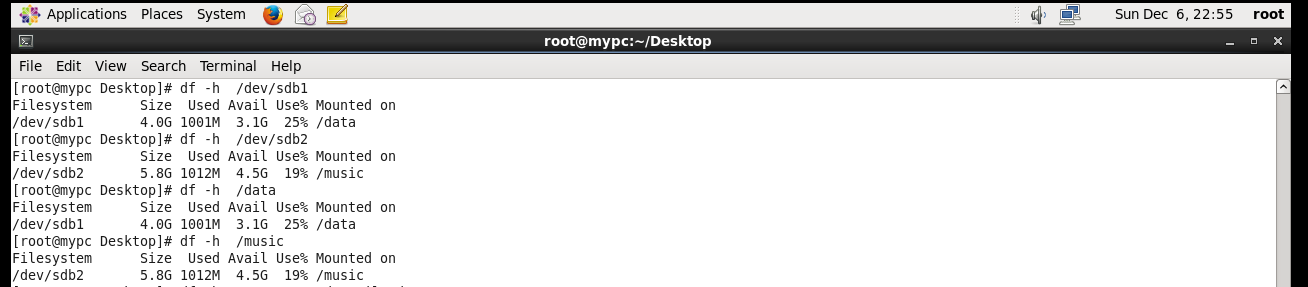 Applications Places System Sun Dec 6, 22:55 root
root@mypc:~/Desktop
File Edit View Search Terminal Help
[root@mypc Desktop]# df -h  /dev/sdb1
Filesystem      Size  Used Avail Use% Mounted on
/dev/sdb1       4.0G 1001M  3.1G  25% /data
[root@mypc Desktop]# df -h  /dev/sdb2
Filesystem      Size  Used Avail Use% Mounted on
/dev/sdb2       5.8G 1012M  4.5G  19% /music
[root@mypc Desktop]# df -h  /data
Filesystem      Size  Used Avail Use% Mounted on
/dev/sdb1       4.0G 1001M  3.1G  25% /data
[root@mypc Desktop]# df -h  /music
Filesystem      Size  Used Avail Use% Mounted on
/dev/sdb2       5.8G 1012M  4.5G  19% /music